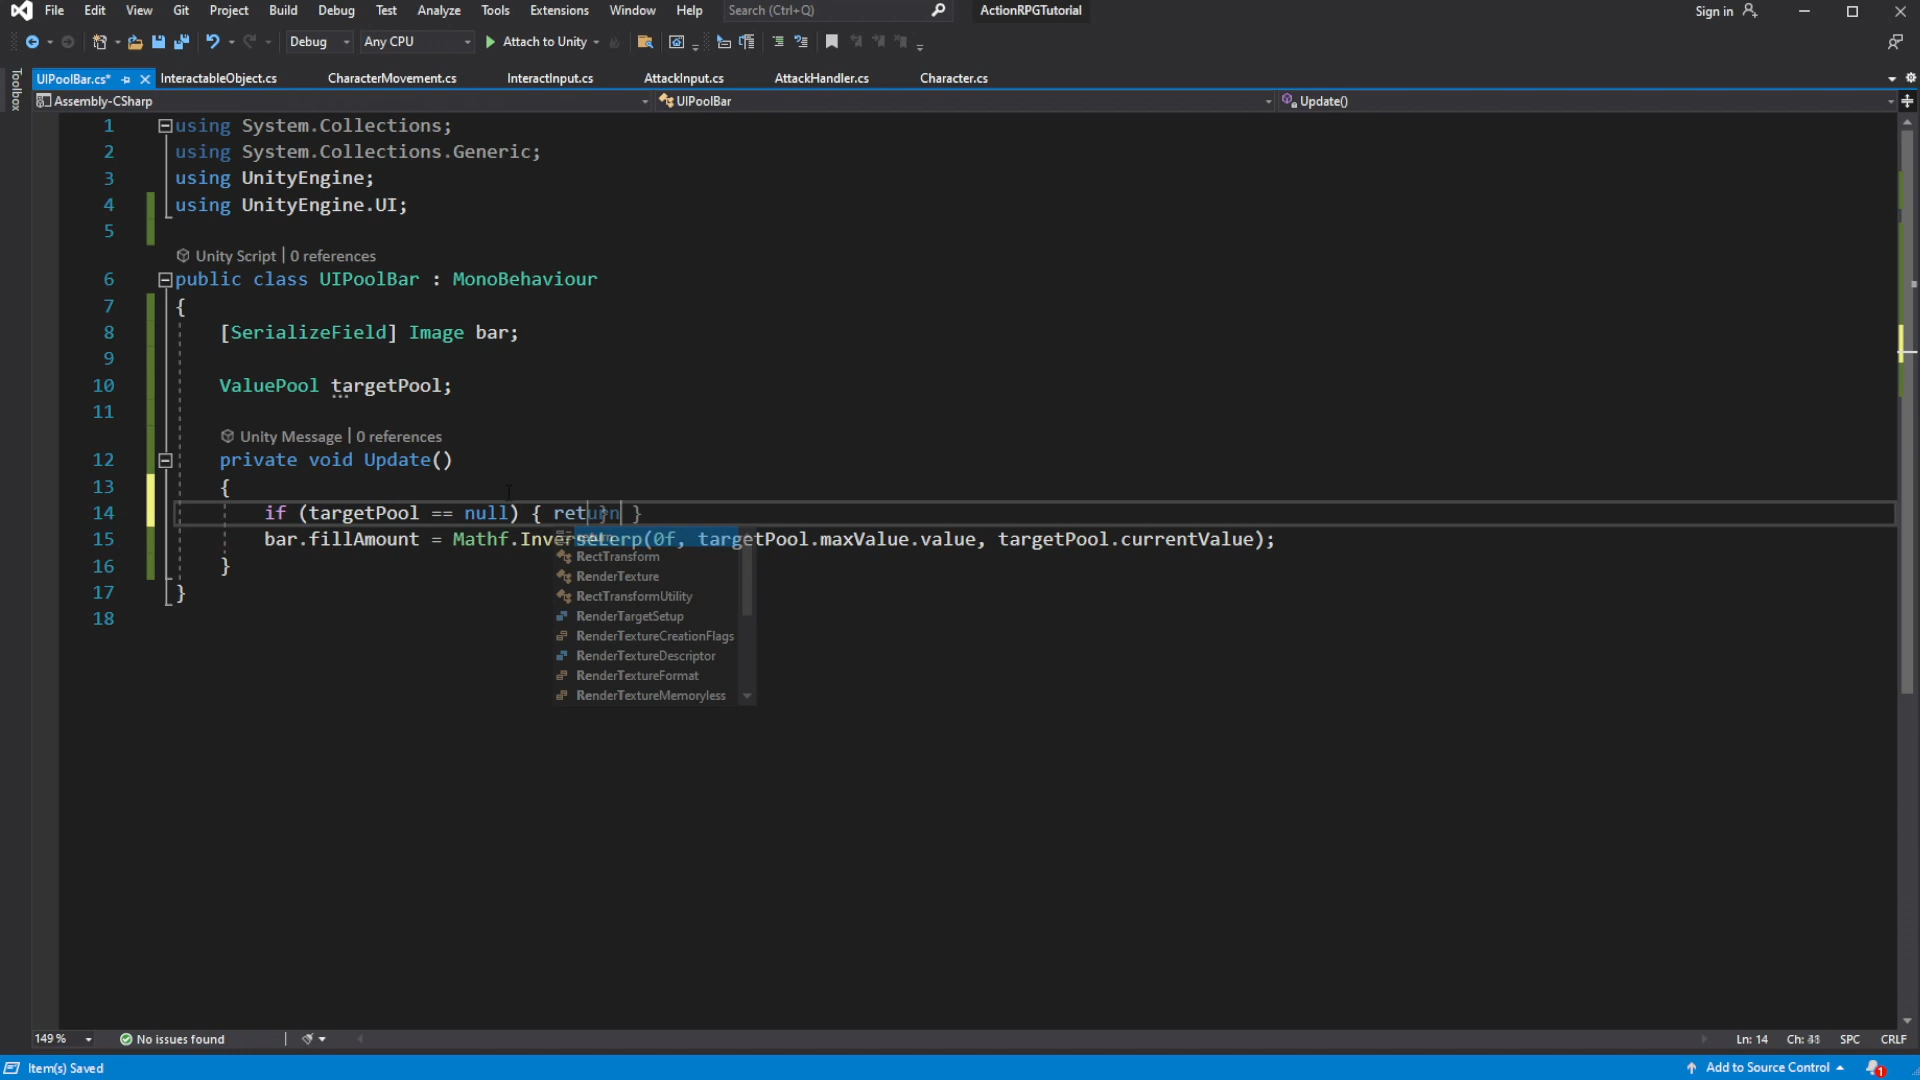 File Edit View Git Project Build Debug Test Analyze Tools Extensions Window Help Search (Ctrl+Q) ActionRPGTutorial Sign in
Debug Any CPU Attach to Unity
Toolbox
UIPoolBar.cs* InteractableObject.cs CharacterMovement.cs InteractInput.cs AttackInput.cs AttackHandler.cs Character.cs
Assembly-CSharp UIPoolBar Update()
1 using System.Collections;
2 using System.Collections.Generic;
3 using UnityEngine;
4 using UnityEngine.UI;
5
Unity Script | 0 references
6 public class UIPoolBar : MonoBehaviour
7 {
8 [SerializeField] Image bar;
9
10 ValuePool targetPool;
11
Unity Message | 0 references
12 private void Update()
13 {
14 if (targetPool == null) { return }
15 bar.fillAmount = Mathf.InverseLerp(0f, targetPool.maxValue.value, targetPool.currentValue);
RectTransform
16 }
RenderTexture
17 }
RectTransformUtility
18
RenderTargetSetup
RenderTextureCreationFlags
RenderTextureDescriptor
RenderTextureFormat
RenderTextureMemoryless
149 % No issues found Ln: 14 SPC CRLF
Item(s) Saved Add to Source Control 1